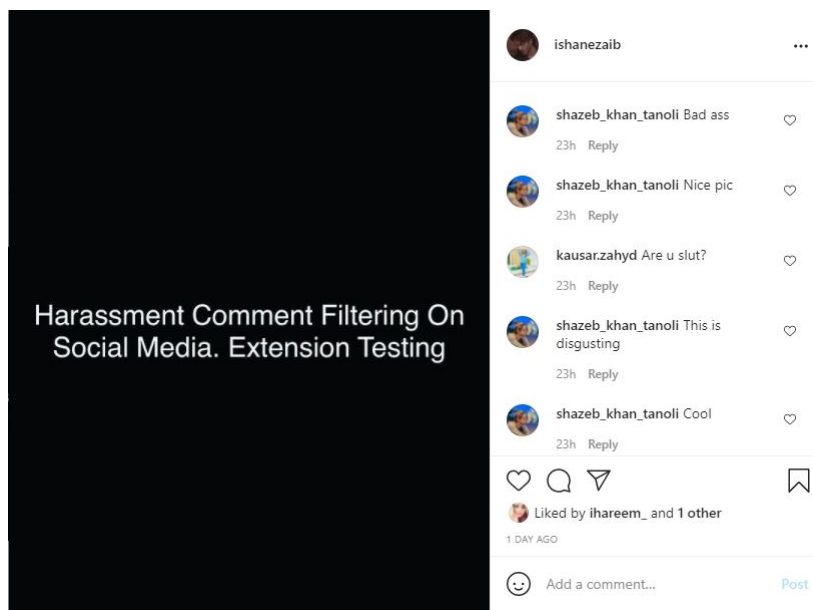 Harassment Comment Filtering On
Social Media. Extension Testing
ishanezaib
shazeb_khan_tanoli Bad ass
23h Reply
shazeb_khan_tanoli Nice pic
23h Reply
kausar.zahyd Are u slut?
23h Reply
shazeb_khan_tanoli This is
disgusting
23h Reply
shazeb_khan_tanoli Cool
23h Reply
Liked by ihareem_ and 1 other
1 DAY AGO
Add a comment...
Post